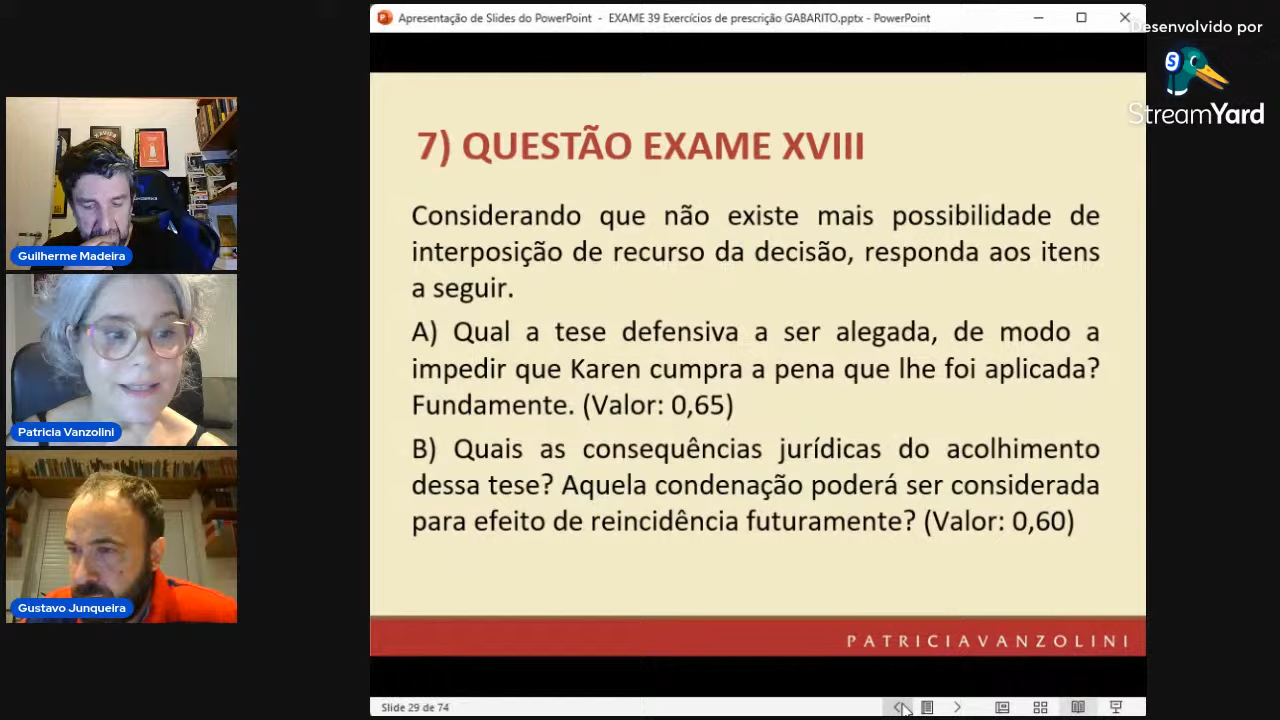 Apresentação de Slides do PowerPoint - EXAME 39 Exercícios de prescrição GABARITO.pptx - PowerPoint
Desenvolvido por
S
StreamYard
7) QUESTÃO EXAME XVIII
Considerando que não existe mais possibilidade de
interposição de recurso da decisão, responda aos itens
a seguir.
A) Qual a tese defensiva a ser alegada, de modo a
impedir que Karen cumpra a pena que lhe foi aplicada?
Fundamente. (Valor: 0,65)
B) Quais as consequências jurídicas do acolhimento
dessa tese? Aquela condenação poderá ser considerada
para efeito de reincidência futuramente? (Valor: 0,60)
PATRICIAVANZOLINI
Slide 29 de 74
Guilherme Madeira
Patricia Vanzolini
Gustavo Junqueira